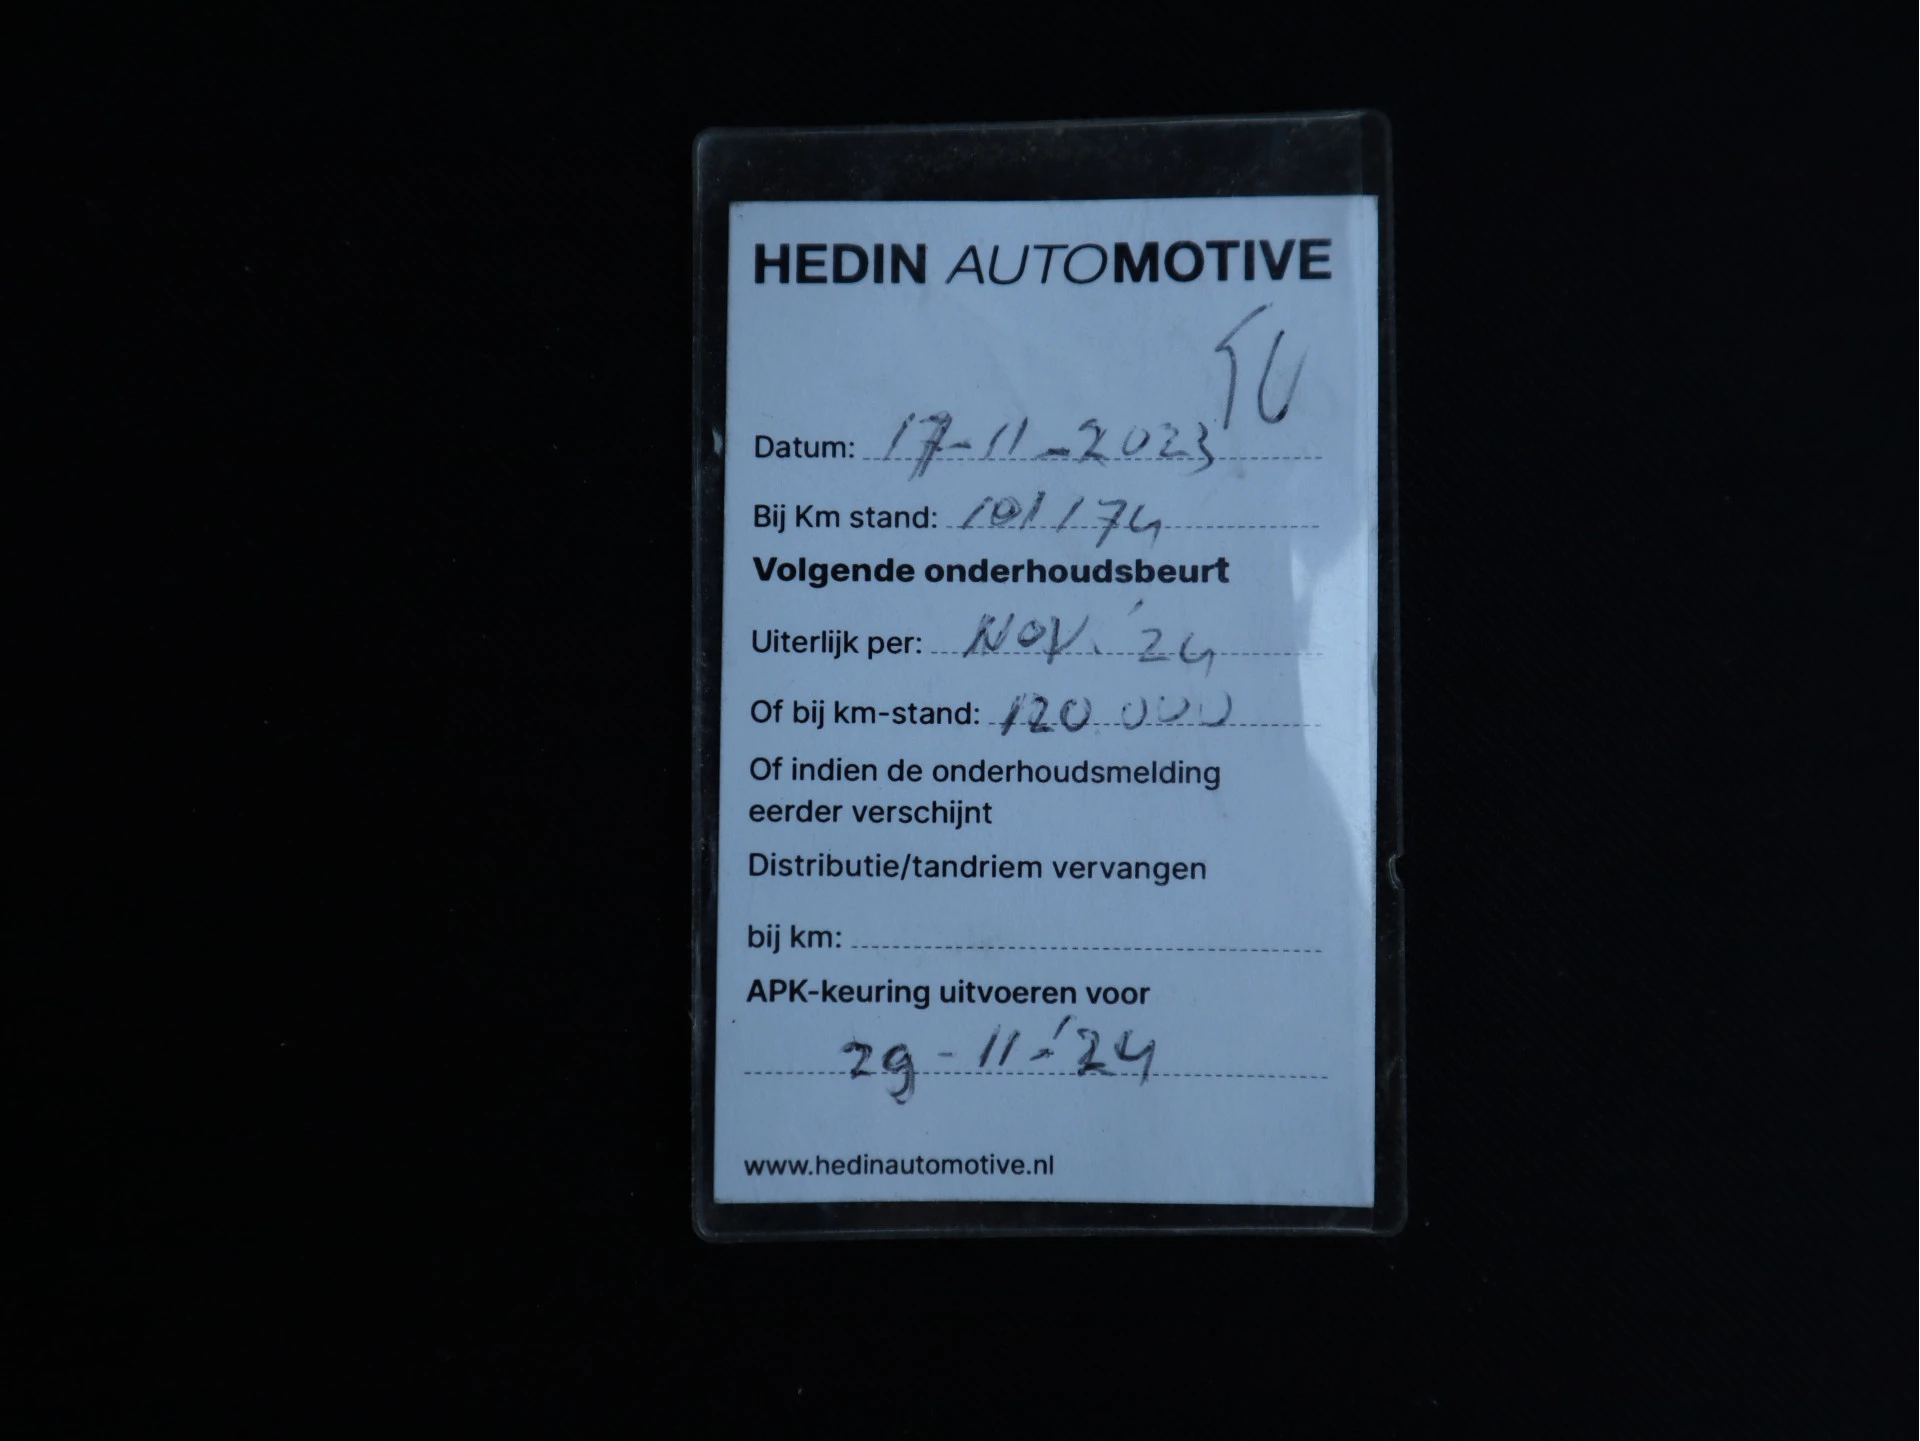 HEDIN AUTOMOTIVE
Datum: 17-11-2023
Bij Km stand: 101174
Volgende onderhoudsbeurt
Uiterlijk per: NOV. '24
Of bij km-stand: 120.000
Of indien de onderhoudsmelding
eerder verschijnt
Distributie/tandriem vervangen
bij km:
APK-keuring uitvoeren voor
29-11-'24
www.hedinautomotive.nl